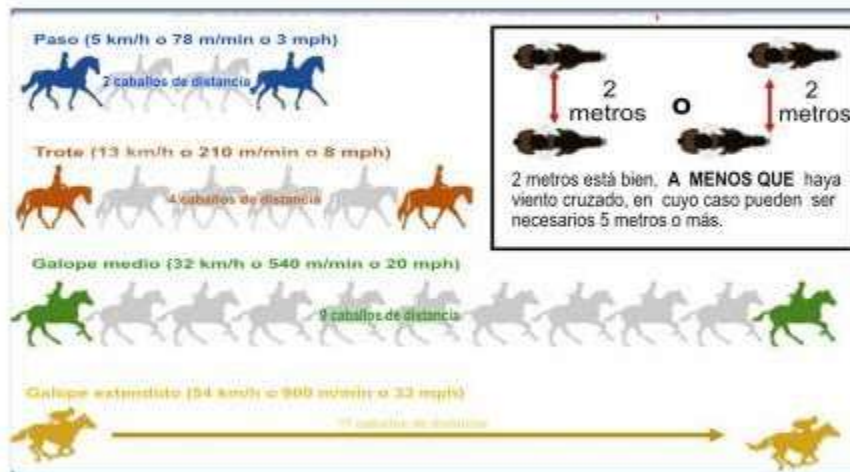 Paso (5 km/h o 78 m/min o 3 mph)
2 caballos de distancia
Trote (13 km/h o 210 m/min o 8 mph)
4 caballos de distancia
Galope medio (32 km/h o 540 m/min o 20 mph)
9 caballos de distancia
Galope extendido (54 km/h o 900 m/min o 33 mph)
caballos de distancia
2
metros
O
2
metros
2 metros está bien, A MENOS QUE haya
viento cruzado, en cuyo caso pueden ser
necesarios 5 metros o más.